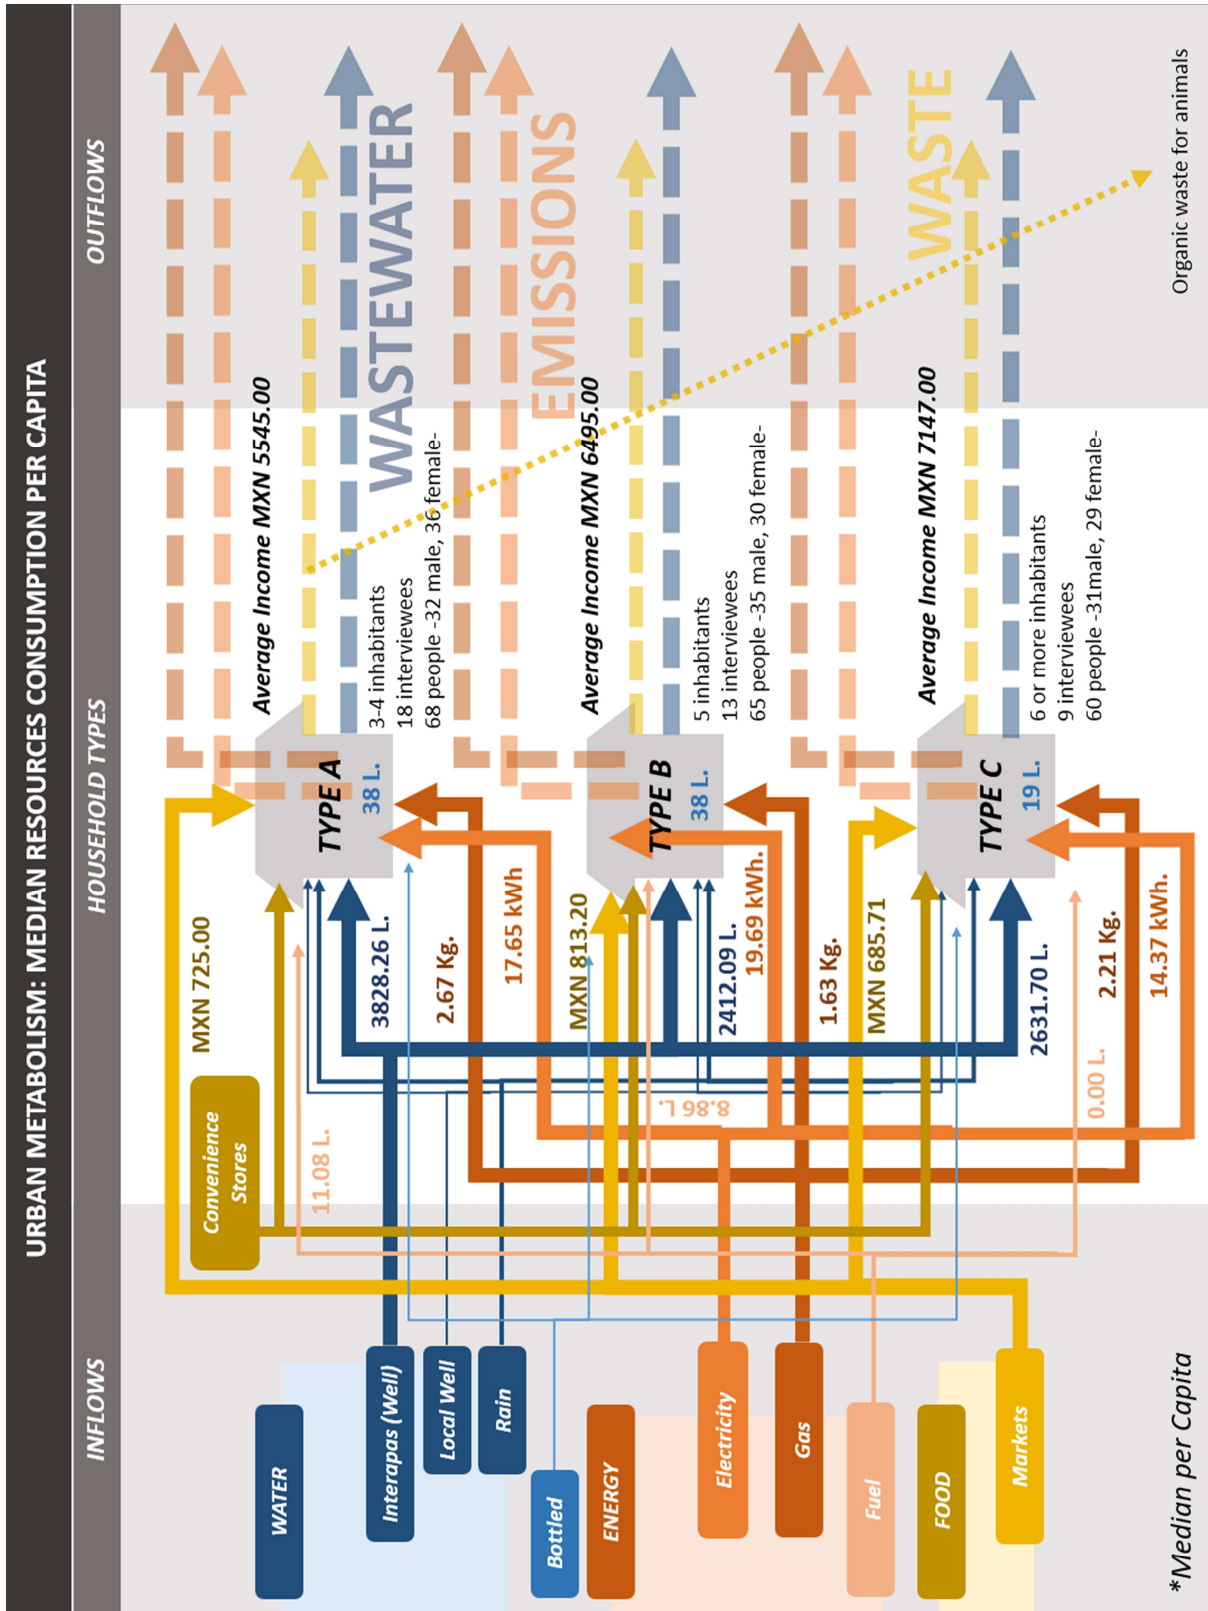 URBAN METABOLISM: MEDIAN RESOURCES CONSUMPTION PER CAPITA
INFLOWS
HOUSEHOLD TYPES
OUTFLOWS
WATER
Interapas (Well)
Local Well
Rain
Bottled
ENERGY
Electricity
Gas
Fuel
FOOD
Markets
*Median per Capita
Convenience
Stores
MXN 725.00
11.08 L.
3828.26 L.
2.67 Kg.
17.65 kWh
MXN 813.20
8.86 L.
2412.09 L.
19.69 kWh.
1.63 Kg.
MXN 685.71
2631.70 L.
0.00 L.
2.21 Kg.
14.37 kWh.
TYPE A
38 L.
TYPE B
38 L.
TYPE C
19 L.
Average Income MXN 5545.00
3-4 inhabitants
18 interviewees
68 people -32 male, 36 female-
Average Income MXN 6495.00
5 inhabitants
13 interviewees
65 people -35 male, 30 female-
Average Income MXN 7147.00
6 or more inhabitants
9 interviewees
60 people -31male, 29 female-
WASTEWATER
EMISSIONS
WASTE
Organic waste for animals